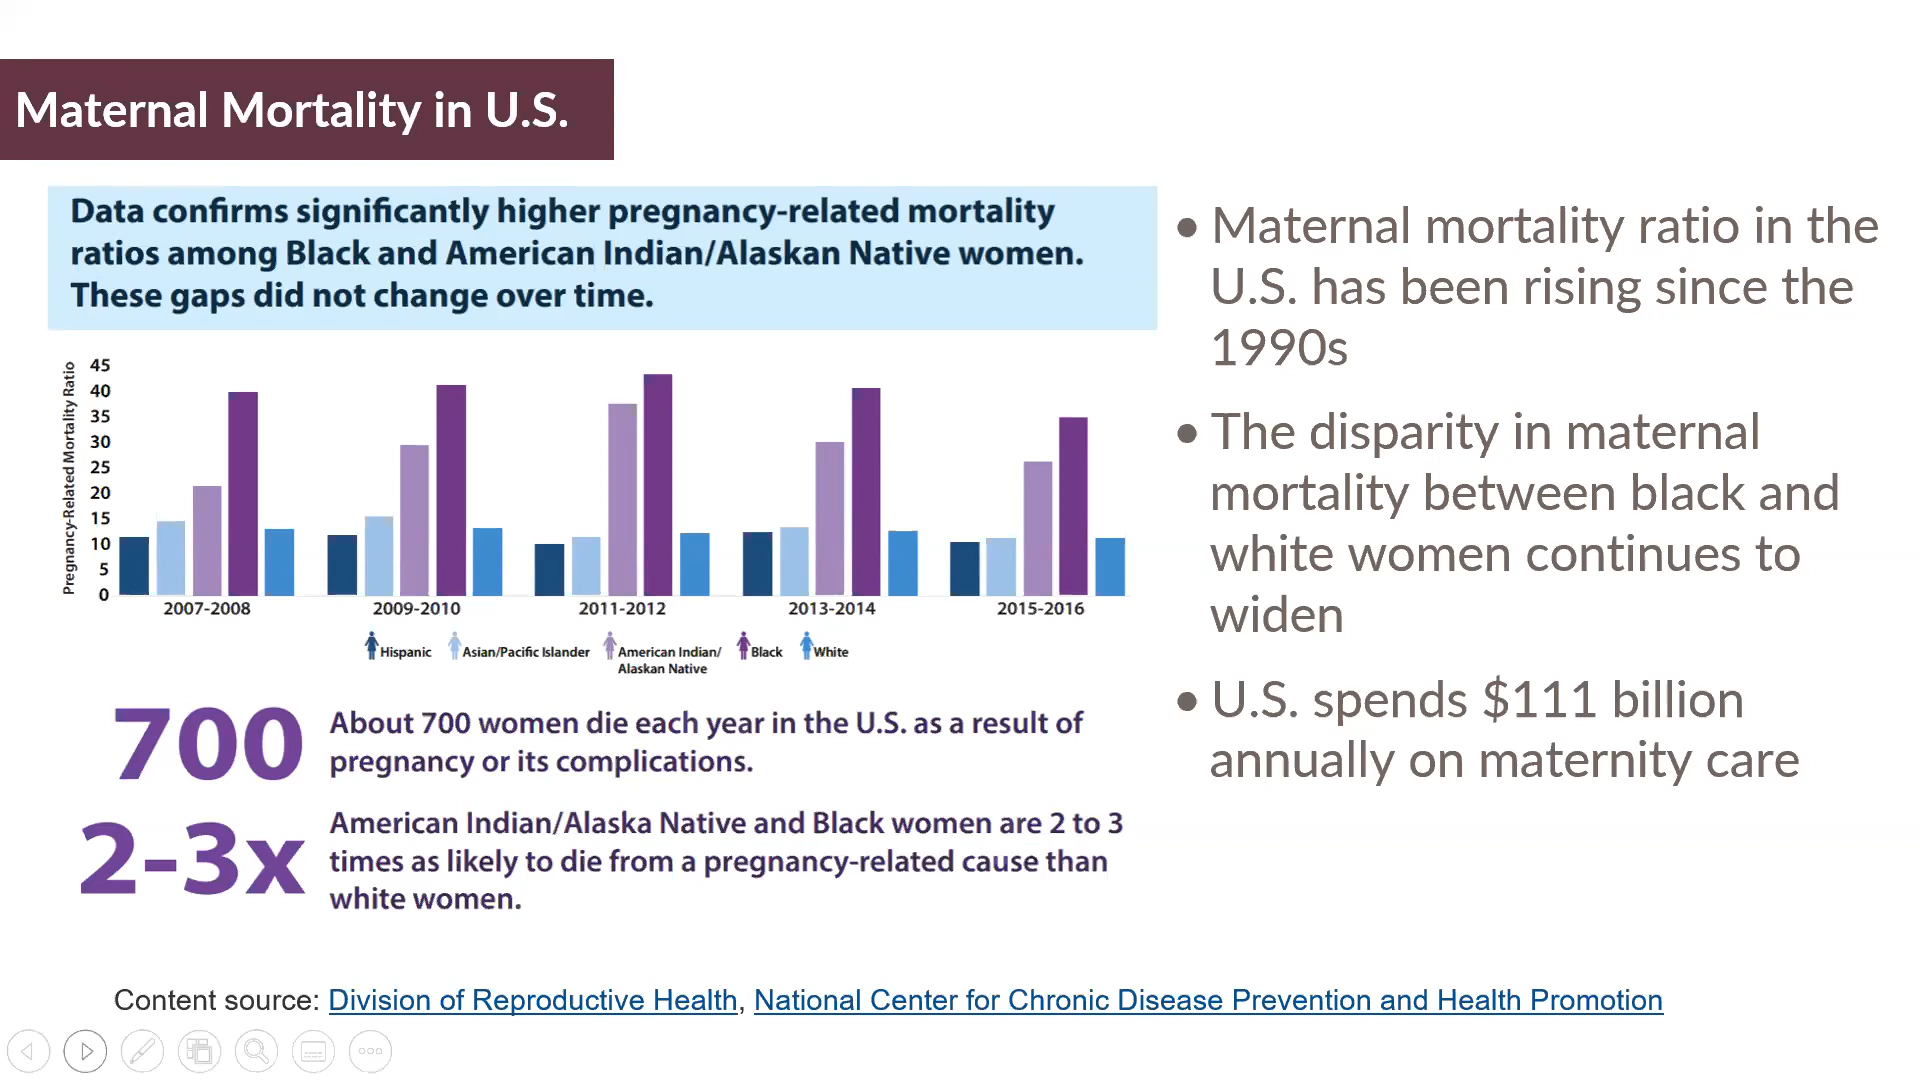 Maternal Mortality in U.S.
Data confirms significantly higher pregnancy-related mortality
ratios among Black and American Indian/Alaskan Native women.
These gaps did not change over time.
Pregnancy-Related Mortality Ratio
45
40
35
30
25
20
15
10
5
0
2007-2008
2009-2010
2011-2012
2013-2014
2015-2016
Hispanic
Asian/Pacific Islander
American Indian/
Alaskan Native
Black
White
700
About 700 women die each year in the U.S. as a result of
pregnancy or its complications.
2-3x
American Indian/Alaska Native and Black women are 2 to 3
times as likely to die from a pregnancy-related cause than
white women.
• Maternal mortality ratio in the
U.S. has been rising since the
1990s
• The disparity in maternal
mortality between black and
white women continues to
widen
• U.S. spends $111 billion
annually on maternity care
Content source: Division of Reproductive Health, National Center for Chronic Disease Prevention and Health Promotion